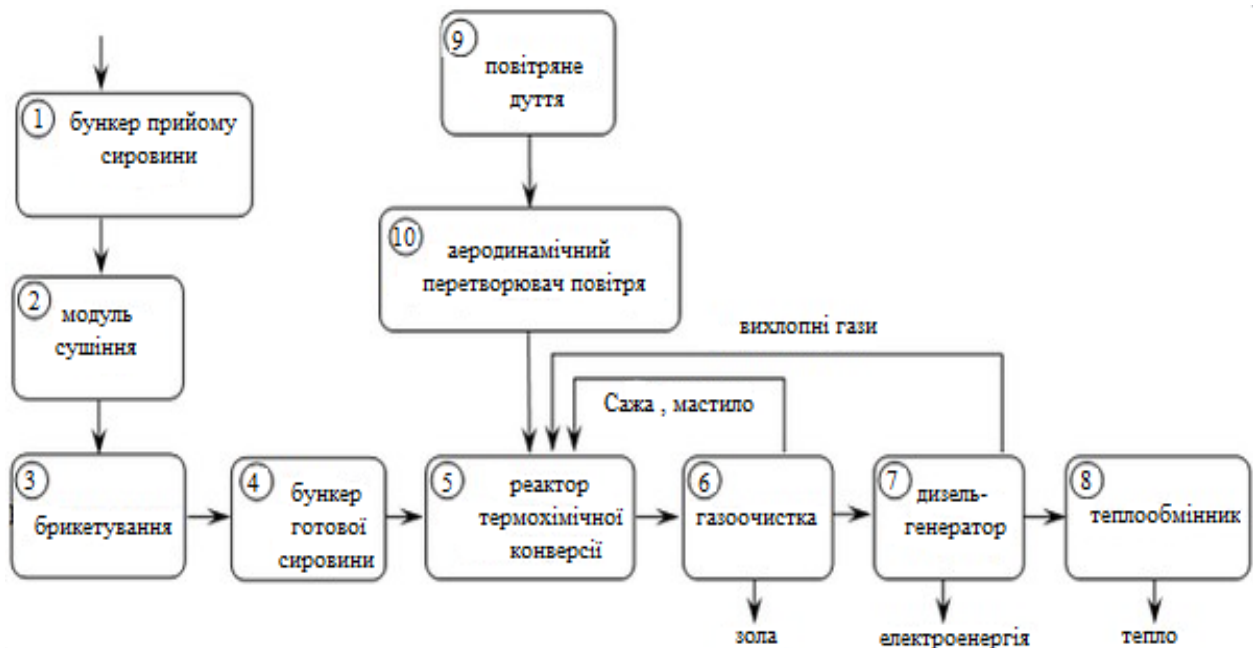 1 бункер прийому
сировини
2 модуль
сушіння
3
брикетування
4 бункер
готової
сировини
5 реактор
термохімічної
конверсії
6
газоочистка
7 дизель-
генератор
8
теплообмінник
9
повітряне
дуття
10
аеродинамічний
перетворювач повітря
вихлопні гази
Сажа , мастило
зола
електроенергія
тепло